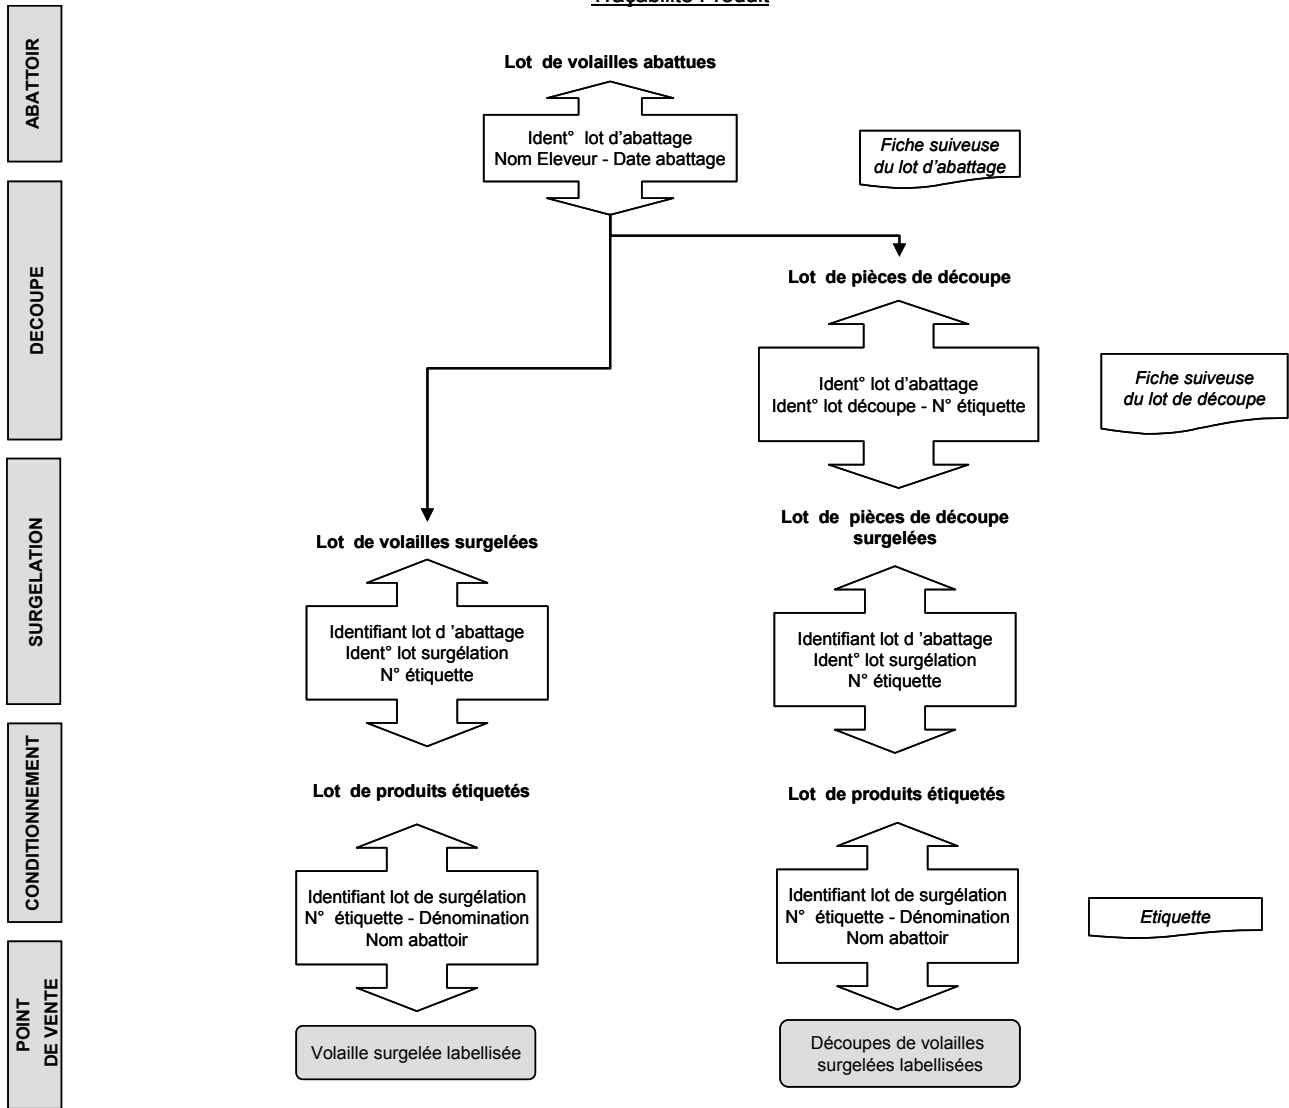 Traçabilité Produit
ABATTOIR
Lot de volailles abattues
Ident° lot d'abattage
Nom Eleveur - Date abattage
Fiche suiveuse
du lot d'abattage
DECOUPE
Lot de pièces de découpe
Ident° lot d'abattage
Ident° lot découpe - N° étiquette
Fiche suiveuse
du lot de découpe
SURGELATION
Lot de volailles surgelées
Identifiant lot d 'abattage
Ident° lot surgélation
N° étiquette
Lot de pièces de découpe
surgelées
Identifiant lot d 'abattage
Ident° lot surgélation
N° étiquette
CONDITIONNEMENT
Lot de produits étiquetés
Identifiant lot de surgélation
N° étiquette - Dénomination
Nom abattoir
Lot de produits étiquetés
Identifiant lot de surgélation
N° étiquette - Dénomination
Nom abattoir
Etiquette
POINT
DE VENTE
Volaille surgelée labellisée
Découpes de volailles
surgelées labellisées